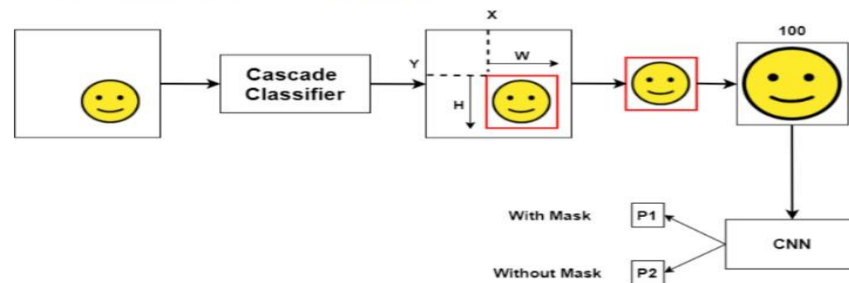 X
100
W
Y
Cascade
Classifier
H
With Mask
P1
CNN
Without Mask
P2